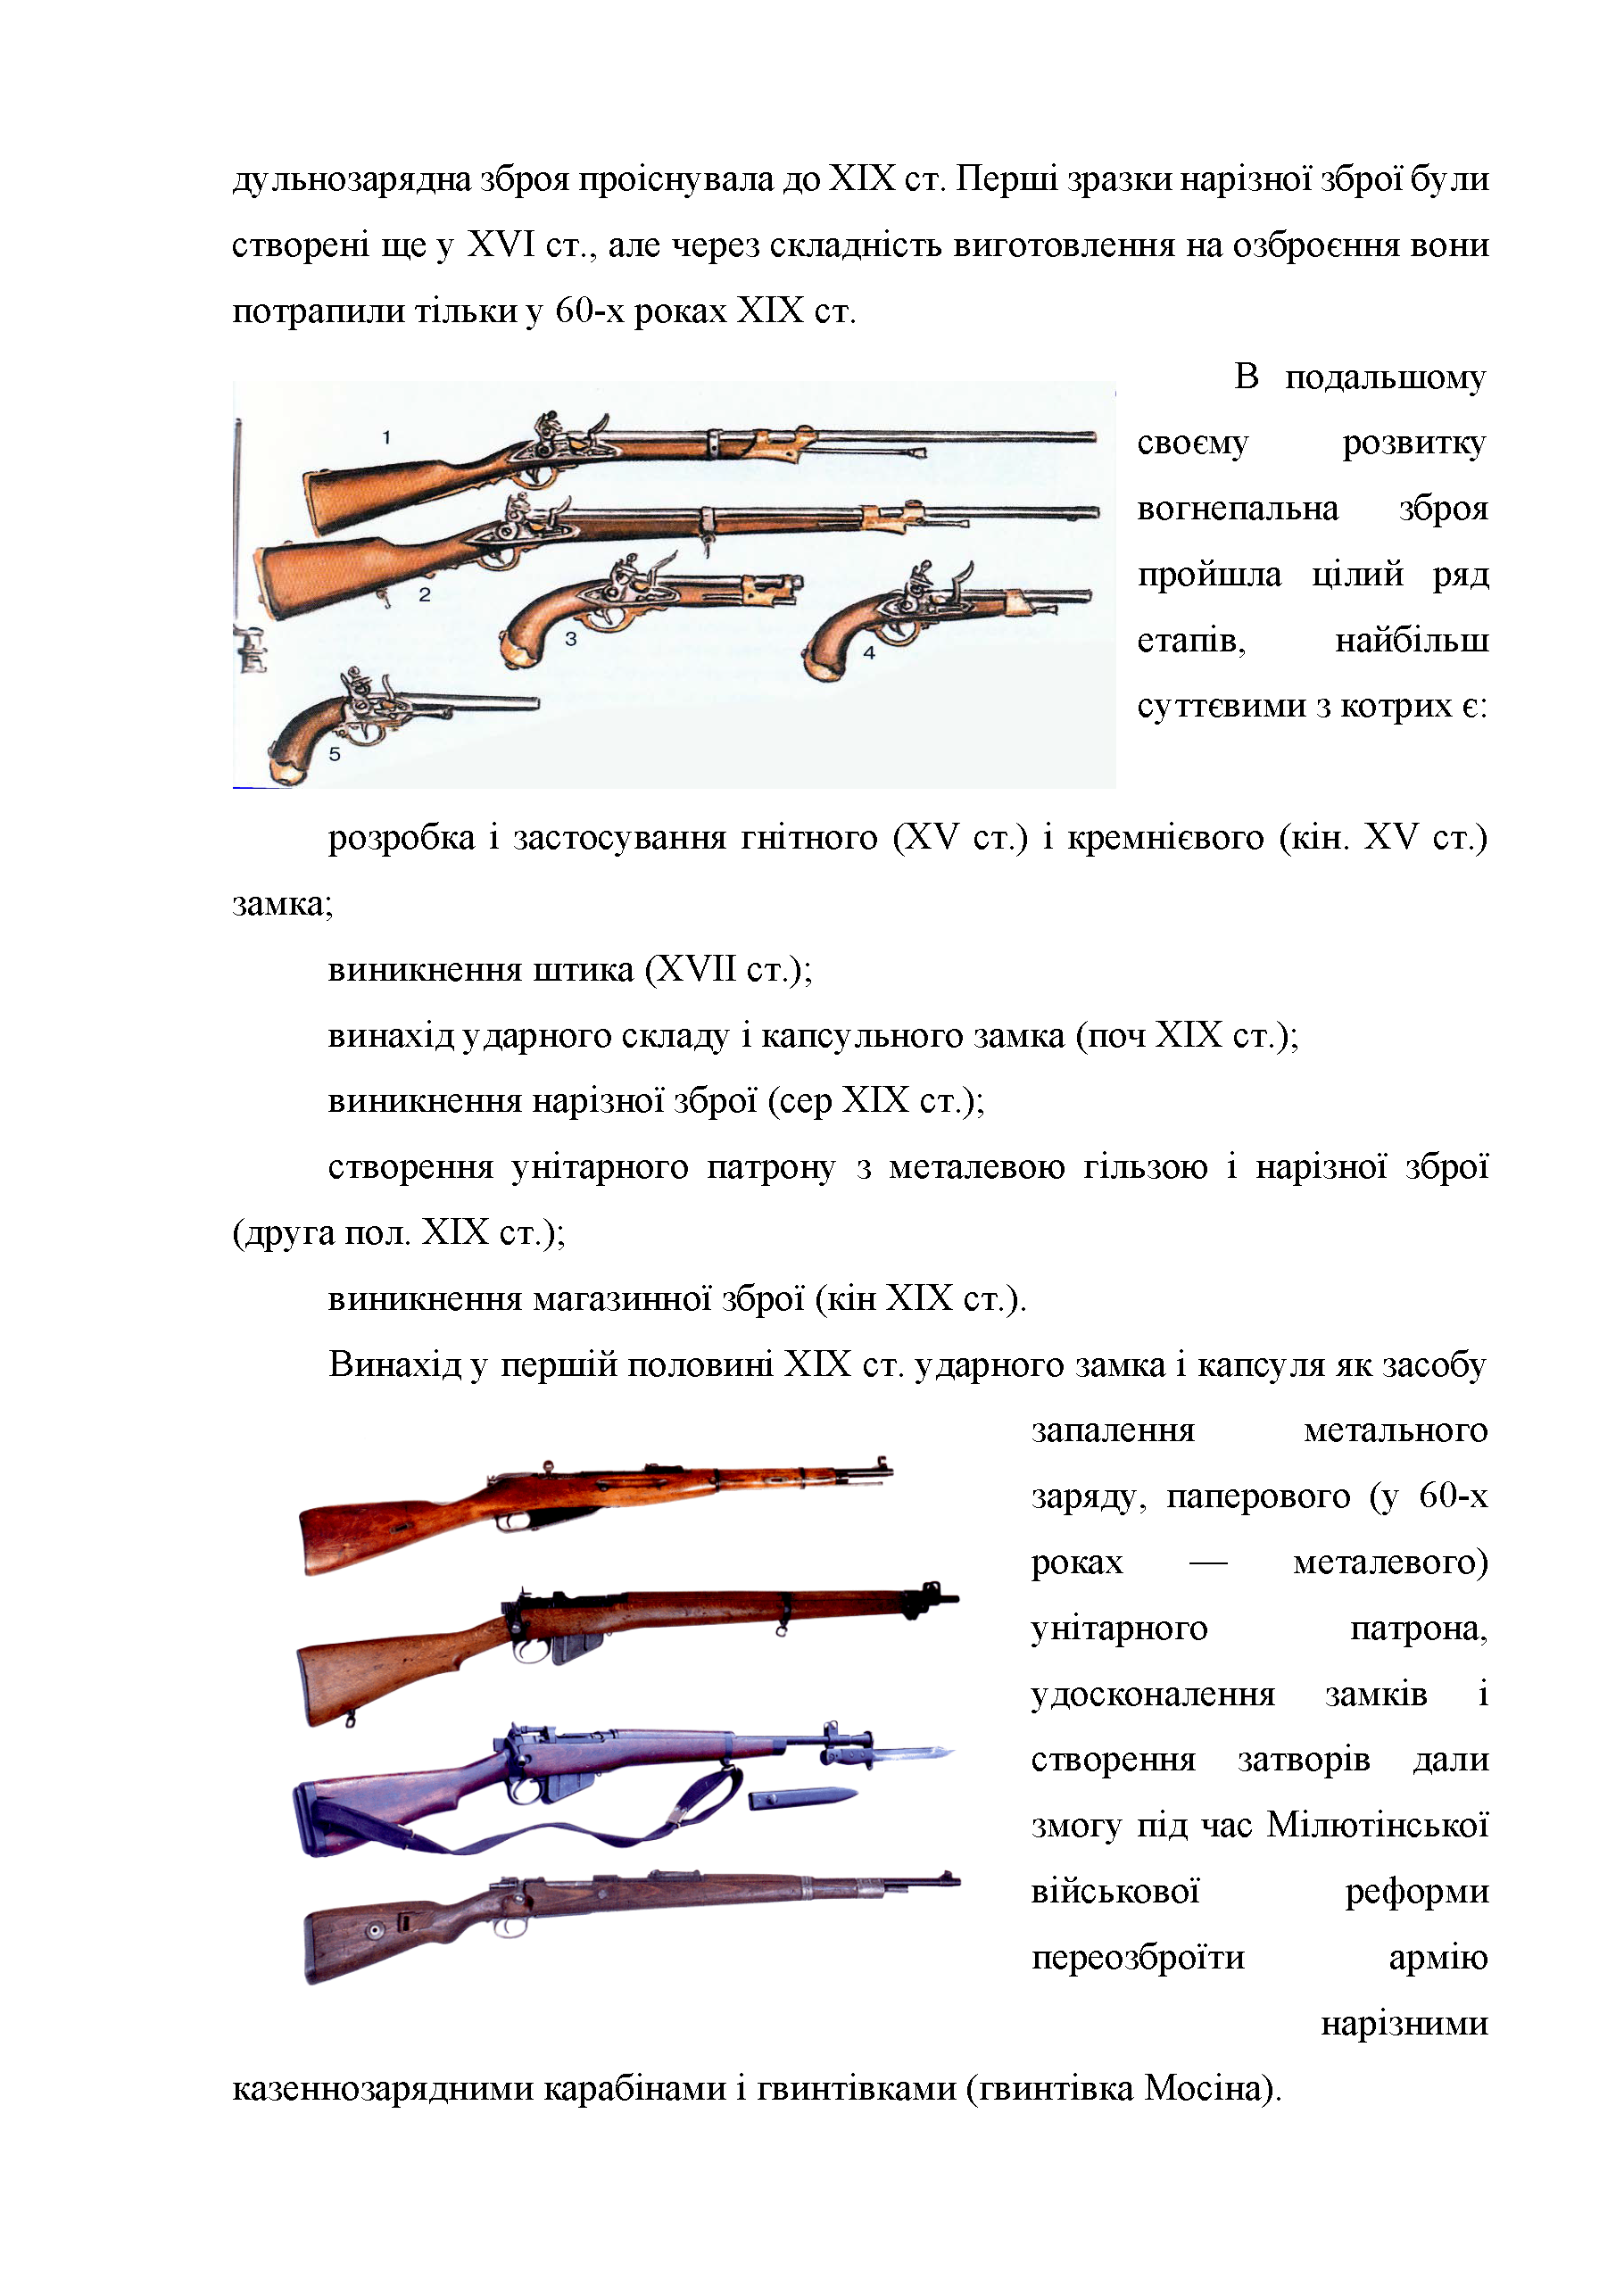 дульнозарядна зброя проіснувала до XIX ст. Перші зразки нарізної зброї були
створені ще у XVI ст., але через складність виготовлення на озброєння вони
потрапили тільки у 60-х роках XIX ст.
В подальшому
своєму розвитку
вогнепальна зброя
пройшла цілий ряд
етапів, найбільш
суттєвими з котрих є:
1
2
3
4
5
розробка і застосування гнітного (XV ст.) і кремнієвого (кін. XV ст.)
замка;
виникнення штика (XVII ст.);
винахід ударного складу і капсульного замка (поч XIX ст.);
виникнення нарізної зброї (сер XIX ст.);
створення унітарного патрону з металевою гільзою і нарізної зброї
(друга пол. XIX ст.);
виникнення магазинної зброї (кін XIX ст.).
Винахід у першій половині XIX ст. ударного замка і капсуля як засобу
запалення метального
заряду, паперового (у 60-х
роках — металевого)
унітарного патрона,
удосконалення замків і
створення затворів дали
змогу під час Мілютінської
військової реформи
переозброїти армію
нарізними
казеннозарядними карабінами і гвинтівками (гвинтівка Мосіна).